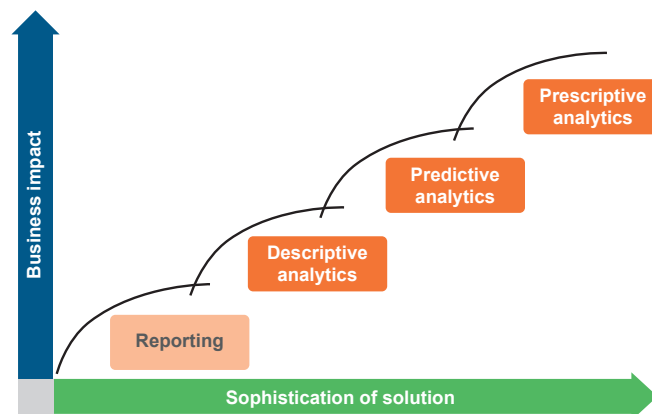 Business impact
Prescriptive
analytics
Predictive
analytics
Descriptive
analytics
Reporting
Sophistication of solution